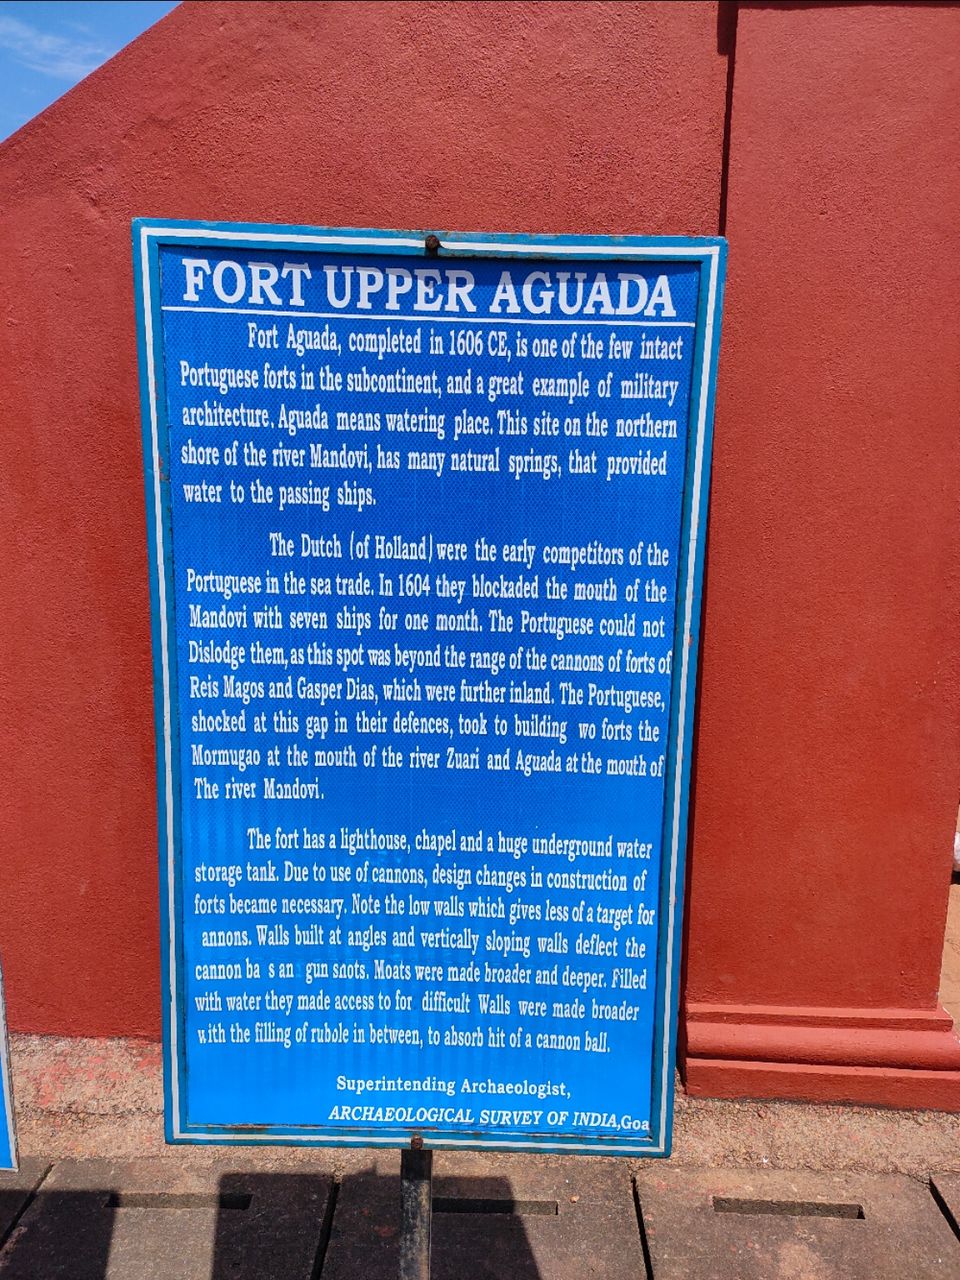 FORT UPPER AGUADA
Fort Aguada, completed in 1606 CE, is one of the few intact
Portuguese forts in the subcontinent, and a great example of military
architecture. Aguada means watering place. This site on the northern
shore of the river Mandovi, has many natural springs, that provided
water to the passing ships.
The Dutch (of Holland) were the early competitors of the
Portuguese in the sea trade. In 1604 they blockaded the mouth of the
Mandovi with seven ships for one month. The Portuguese could not
Dislodge them, as this spot was beyond the range of the cannons of forts of
Reis Magos and Gasper Dias, which were further inland. The Portuguese,
shocked at this gap in their defences, took to building wo forts the
Mormugao at the mouth of the river Zuari and Aguada at the mouth of
The river Mandovi.
The fort has a lighthouse, chapel and a huge underground water
storage tank. Due to use of cannons, design changes in construction of
forts became necessary. Note the low walls which gives less of a target for
annons. Walls built at angles and vertically sloping walls deflect the
cannon ba s an gun shots. Moats were made broader and deeper. Filled
with water they made access to for difficult Walls were made broader
with the filling of rubble in between, to absorb hit of a cannon ball.
Superintending Archaeologist,
ARCHAEOLOGICAL SURVEY OF INDIA,Goa